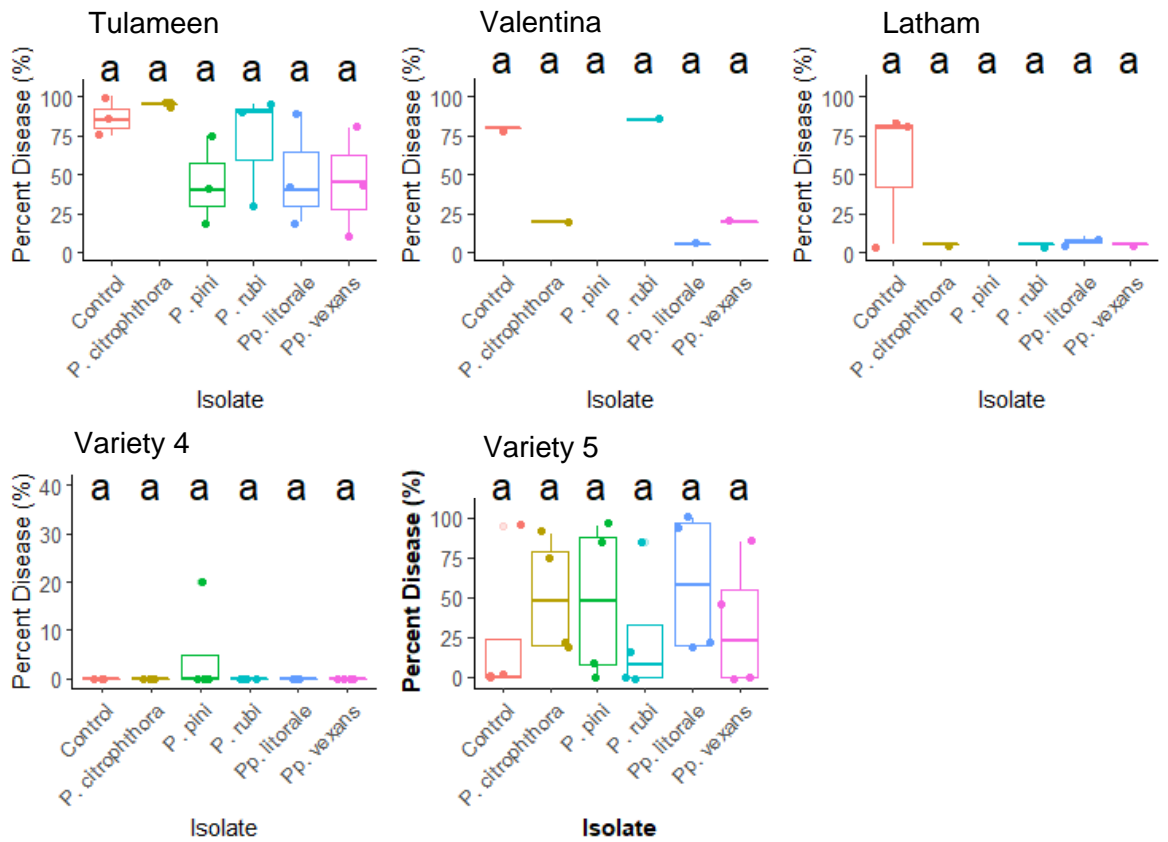 Tulameen
a a a a a a
Percent Disease (%)
100
75
50
25
0
Control
P. citrophthora
P. pini
P. rubi
Pp. litorale
Pp. vexans
Isolate
Valentina
a a a a a a
Percent Disease (%)
100
75
50
25
0
Control
P. citrophthora
P. pini
P. rubi
Pp. litorale
Pp. vexans
Isolate
Latham
a a a a a a
Percent Disease (%)
100
75
50
25
0
Control
P. citrophthora
P. pini
P. rubi
Pp. litorale
Pp. vexans
Isolate
Variety 4
a a a a a a
Percent Disease (%)
40
30
20
10
0
Control
P. citrophthora
P. pini
P. rubi
Pp. litorale
Pp. vexans
Isolate
Variety 5
a a a a a a
Percent Disease (%)
100
75
50
25
0
Control
P. citrophthora
P. pini
P. rubi
Pp. litorale
Pp. vexans
Isolate